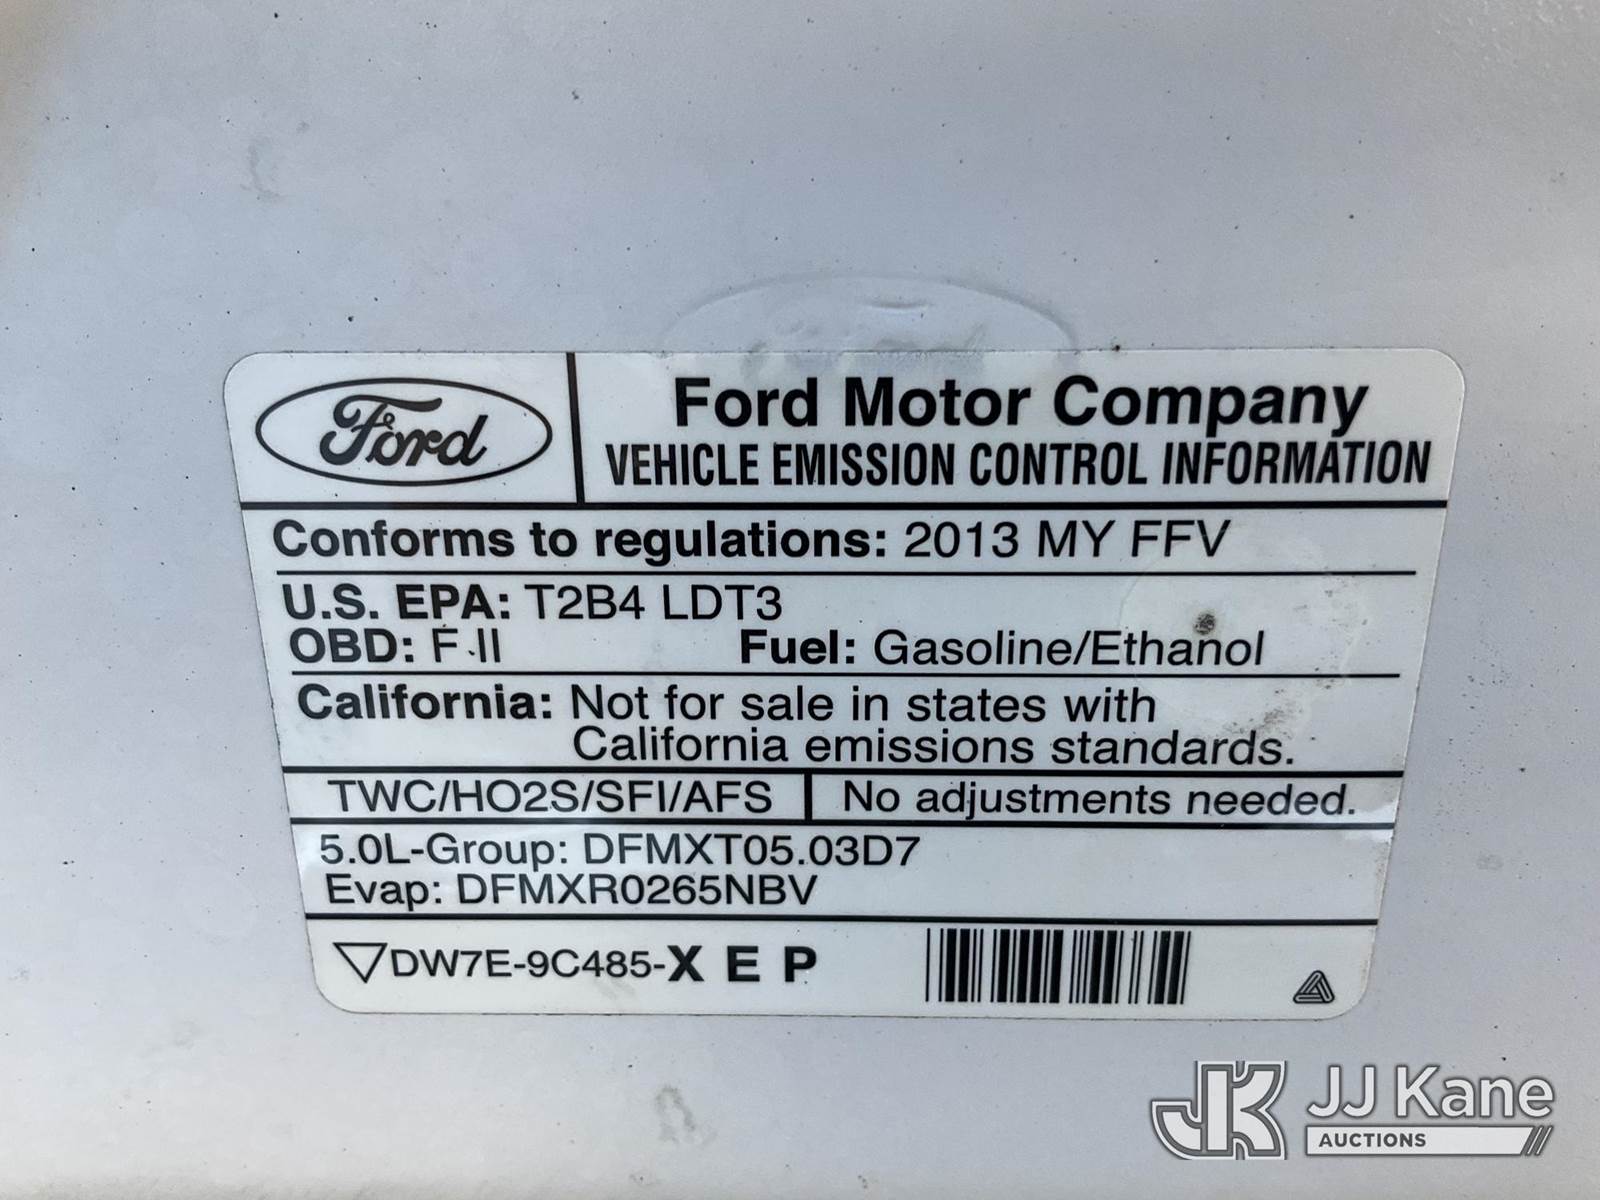 Ford
Ford Motor Company
VEHICLE EMISSION CONTROL INFORMATION
Conforms to regulations: 2013 MY FFV
U.S. EPA: T2B4 LDT3
OBD: F II Fuel: Gasoline/Ethanol
California: Not for sale in states with
California emissions standards.
TWC/HO2S/SFI/AFS No adjustments needed.
5.0L-Group: DFMXT05.03D7
Evap: DFMXR0265NBV
DW7E-9C485-X E P
JK JJ Kane
AUCTIONS